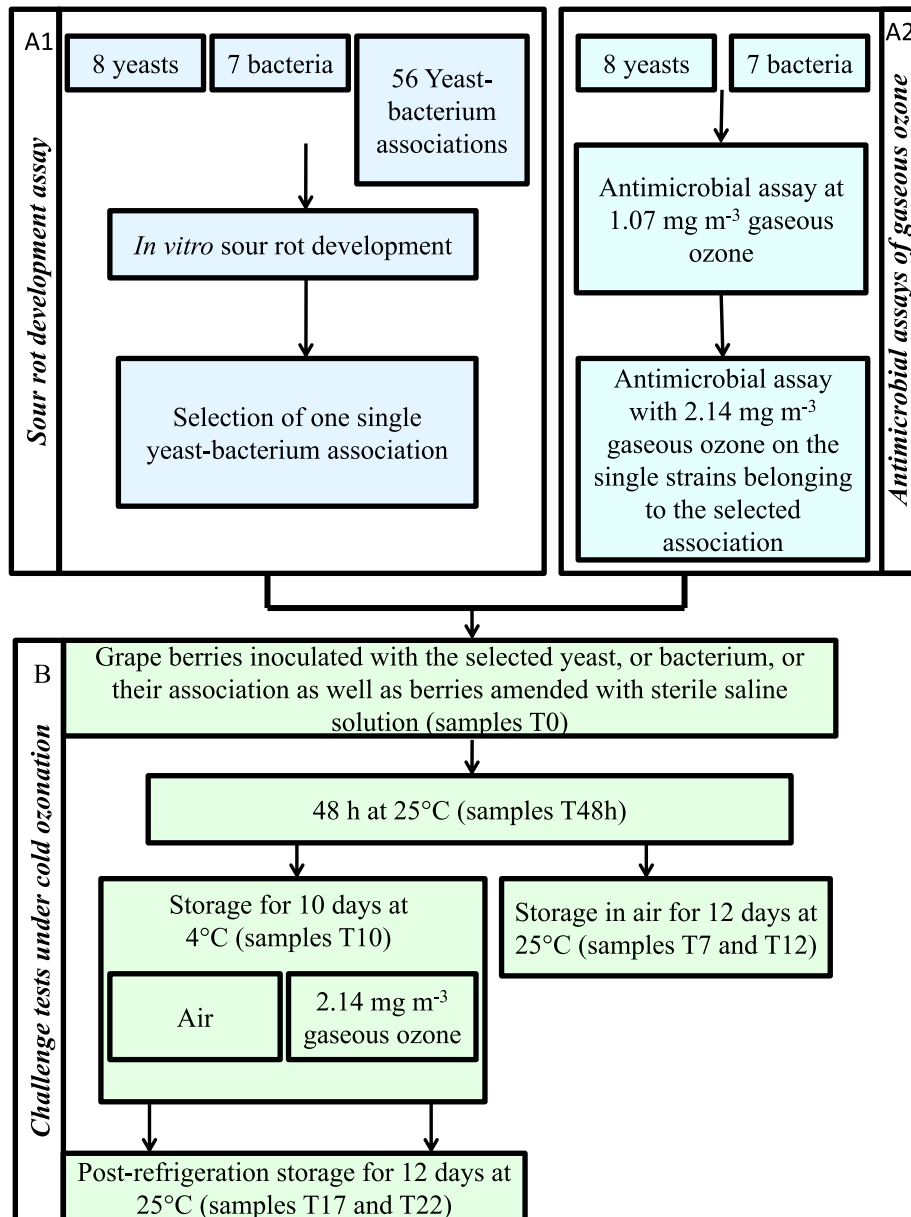 A1
Sour rot development assay
8 yeasts
7 bacteria
56 Yeast-
bacterium
associations
In vitro sour rot development
Selection of one single
yeast-bacterium association
A2
Antimicrobial assays of gaseous ozone
8 yeasts
7 bacteria
Antimicrobial assay at
1.07 mg m⁻³ gaseous
ozone
Antimicrobial assay
with 2.14 mg m⁻³
gaseous ozone on the
single strains belonging
to the selected
association
B
Challenge tests under cold ozonation
Grape berries inoculated with the selected yeast, or bacterium, or
their association as well as berries amended with sterile saline
solution (samples T0)
48 h at 25°C (samples T48h)
Storage for 10 days at
4°C (samples T10)
Air
2.14 mg m⁻³
gaseous ozone
Storage in air for 12 days at
25°C (samples T7 and T12)
Post-refrigeration storage for 12 days at
25°C (samples T17 and T22)